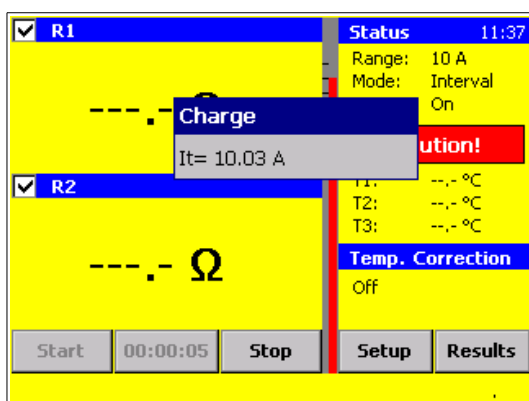 R1
---.-
Status 11:37
Range: 10 A
Mode: Interval
On
Charge
It= 10.03 A
ution!
R2
---.- Ω
T1: --.- °C
T2: --.- °C
T3: --.- °C
Temp. Correction
Off
Start 00:00:05 Stop Setup Results